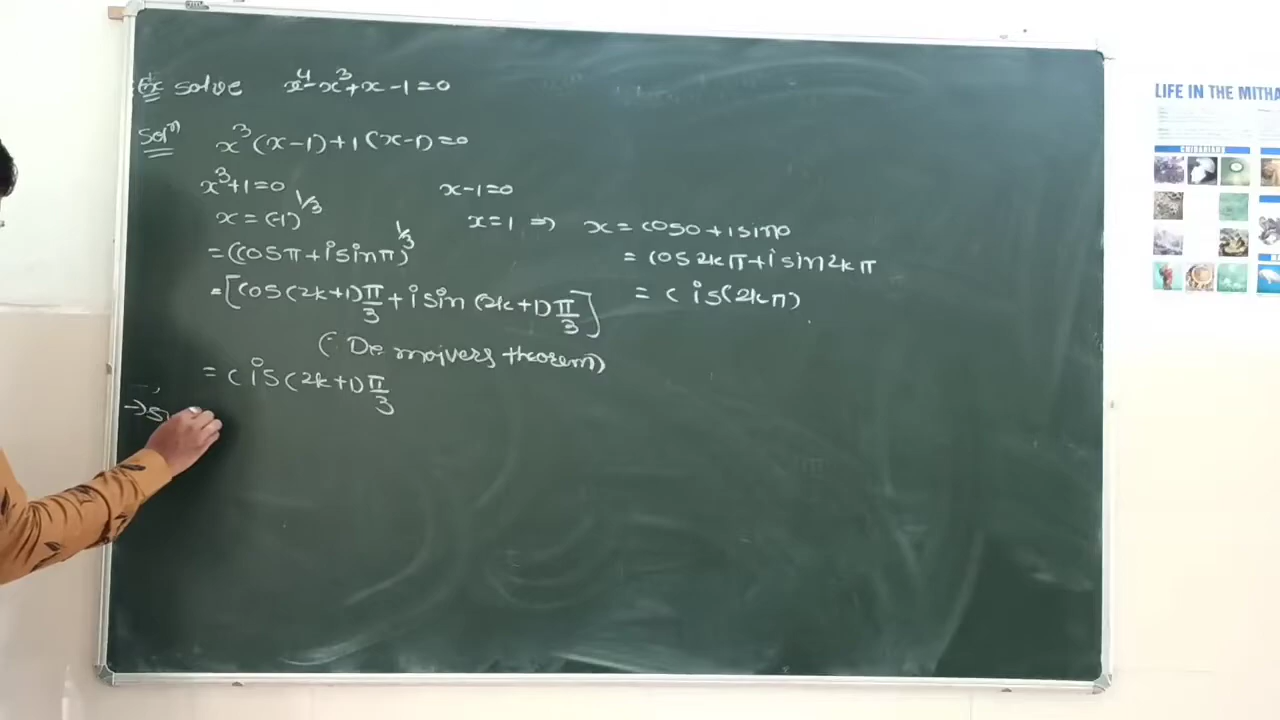 Ex solve x⁴-x³+x-1=0
Solⁿ x³(x-1)+1(x-1)=0
x³+1=0 x-1=0
x=(-1)^1/3 x=1 ⇒ x=cos0+isin0
=(cosπ+isinπ)^1/3 = cos2kπ+isin2kπ
=[cos(2k+1)π/3+isin(2k+1)π/3] = cis(2kπ)
(∵ De moivers theorem)
= cis(2k+1)π/3
LIFE IN THE MITHA
CNIDARIANS